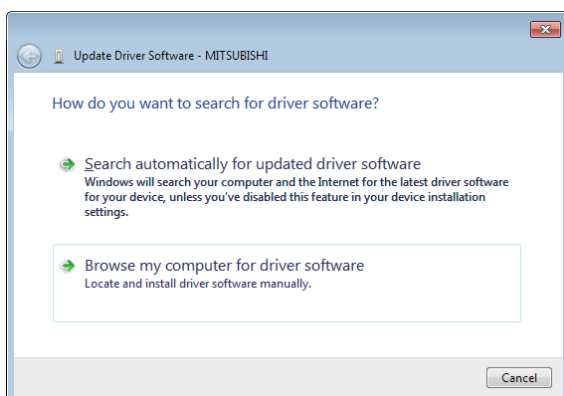 Update Driver Software - MITSUBISHI
How do you want to search for driver software?
Search automatically for updated driver software
Windows will search your computer and the Internet for the latest driver software
for your device, unless you've disabled this feature in your device installation
settings.
Browse my computer for driver software
Locate and install driver software manually.
Cancel